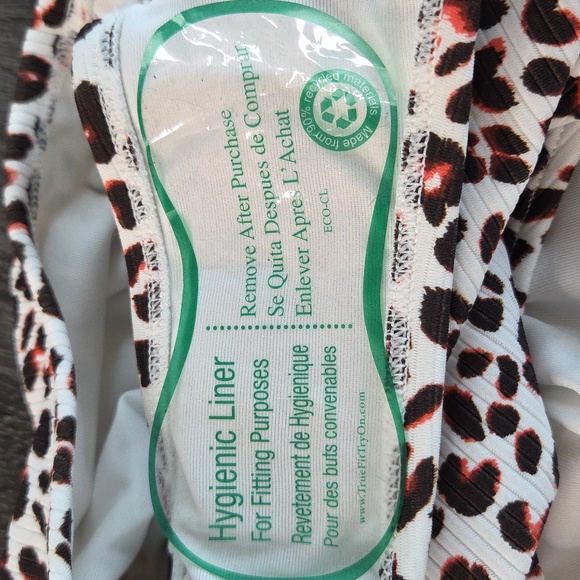 Hygienic Liner
For Fitting Purposes
Revetement de Hygienique
Pour des buits convenables
www.TrueFitTryOn.com
Remove After Purchase
Se Quita Despues de Comprar
Enlever Apres L'Achat
ECO-CL
Made from 90% recycled materials